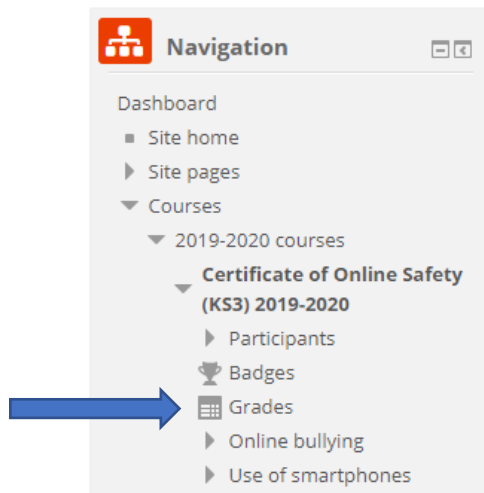 Navigation
Dashboard
Site home
Site pages
Courses
2019-2020 courses
Certificate of Online Safety
(KS3) 2019-2020
Participants
Badges
Grades
Online bullying
Use of smartphones